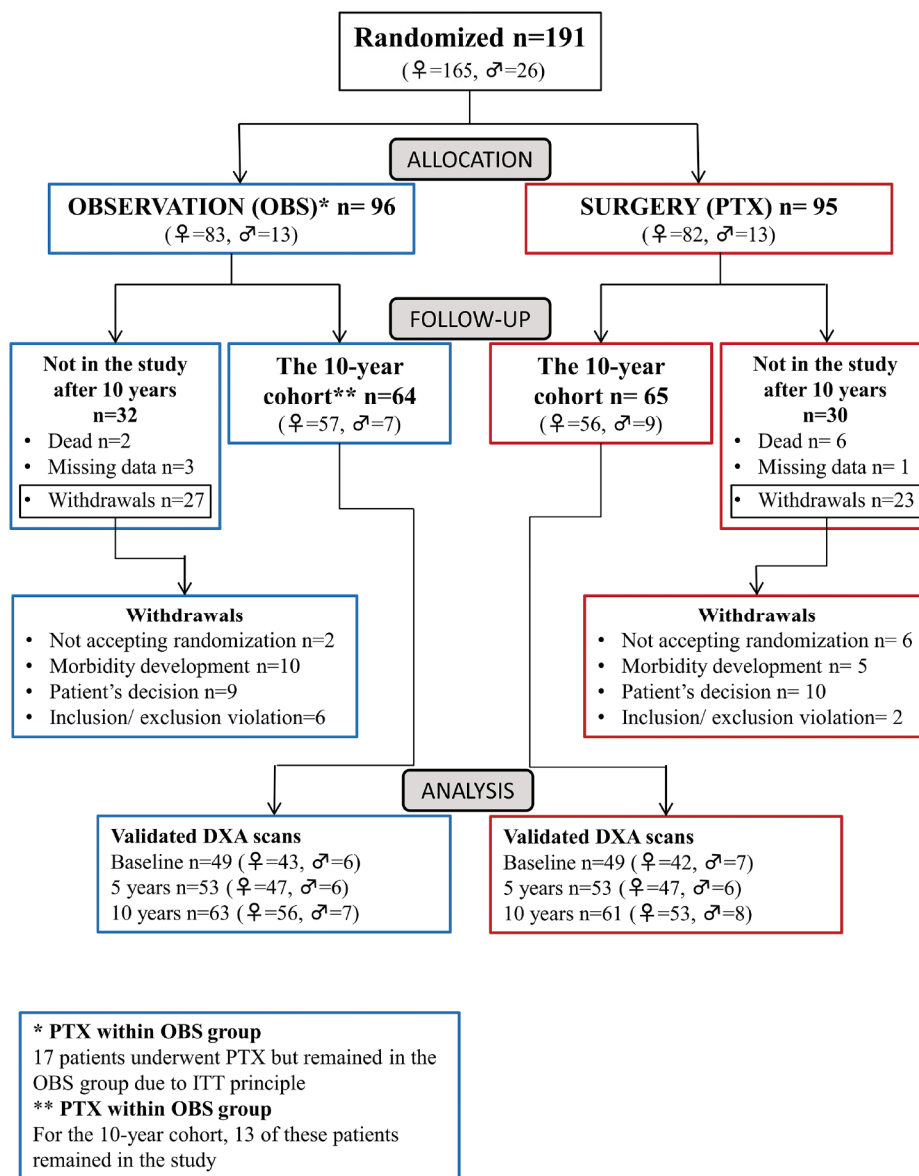 Randomized n=191
(♀=165, ♂=26)
ALLOCATION
OBSERVATION (OBS)* n= 96
(♀=83, ♂=13)
SURGERY (PTX) n= 95
(♀=82, ♂=13)
FOLLOW-UP
Not in the study
after 10 years
n=32
• Dead n=2
• Missing data n=3
• Withdrawals n=27
The 10-year
cohort** n=64
(♀=57, ♂=7)
The 10-year
cohort n= 65
(♀=56, ♂=9)
Not in the study
after 10 years
n=30
• Dead n= 6
• Missing data n= 1
• Withdrawals n=23
Withdrawals
• Not accepting randomization n=2
• Morbidity development n=10
• Patient’s decision n=9
• Inclusion/ exclusion violation=6
Withdrawals
• Not accepting randomization n= 6
• Morbidity development n= 5
• Patient’s decision n= 10
• Inclusion/ exclusion violation= 2
ANALYSIS
Validated DXA scans
Baseline n=49 (♀=43, ♂=6)
5 years n=53 (♀=47, ♂=6)
10 years n=63 (♀=56, ♂=7)
Validated DXA scans
Baseline n=49 (♀=42, ♂=7)
5 years n=53 (♀=47, ♂=6)
10 years n=61 (♀=53, ♂=8)
* PTX within OBS group
17 patients underwent PTX but remained in the
OBS group due to ITT principle
** PTX within OBS group
For the 10-year cohort, 13 of these patients
remained in the study